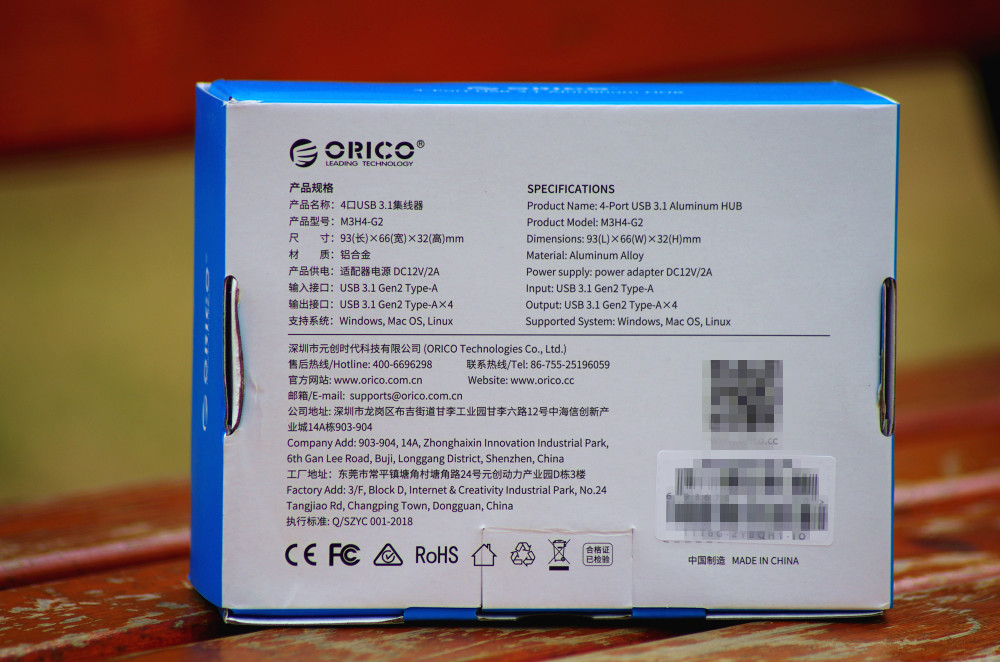 ORICO®
LEADING TECHNOLOGY
产品规格
产品名称：4口USB 3.1集线器
产品型号：M3H4-G2
尺 寸：93(长)×66(宽)×32(高)mm
材 质：铝合金
产品供电：适配器电源 DC12V/2A
输入接口：USB 3.1 Gen2 Type-A
输出接口：USB 3.1 Gen2 Type-A×4
支持系统：Windows, Mac OS, Linux
SPECIFICATIONS
Product Name: 4-Port USB 3.1 Aluminum HUB
Product Model: M3H4-G2
Dimensions: 93(L)×66(W)×32(H)mm
Material: Aluminum Alloy
Power supply: power adapter DC12V/2A
Input: USB 3.1 Gen2 Type-A
Output: USB 3.1 Gen2 Type-A×4
Supported System: Windows, Mac OS, Linux
深圳市元创时代科技有限公司 (ORICO Technologies Co., Ltd.)
售后热线/Hotline: 400-6696298 联系热线/Tel: 86-755-25196059
官方网站: www.orico.com.cn Website: www.orico.cc
邮箱/E-mail: supports@orico.com.cn
公司地址: 深圳市龙岗区布吉街道甘李工业园甘李六路12号中海信创新产
业城14A栋903-904
Company Add: 903-904, 14A, Zhonghaixin Innovation Industrial Park,
6th Gan Lee Road, Buji, Longgang District, Shenzhen, China
工厂地址：东莞市常平镇塘角村塘角路24号元创动力产业园D栋3楼
Factory Add: 3/F, Block D, Internet & Creativity Industrial Park, No.24
Tangjiao Rd, Changping Town, Dongguan, China
执行标准: Q/SZYC 001-2018
CE FC RoHS
合格证
已检验
中国制造 MADE IN CHINA
ORICO